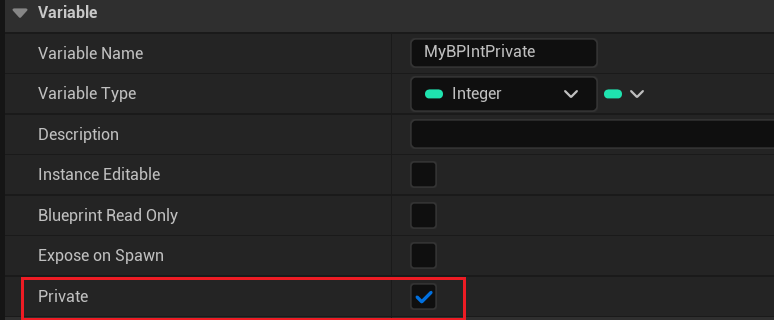 Variable
Variable Name MyBPIntPrivate
Variable Type Integer
Description
Instance Editable
Blueprint Read Only
Expose on Spawn
Private